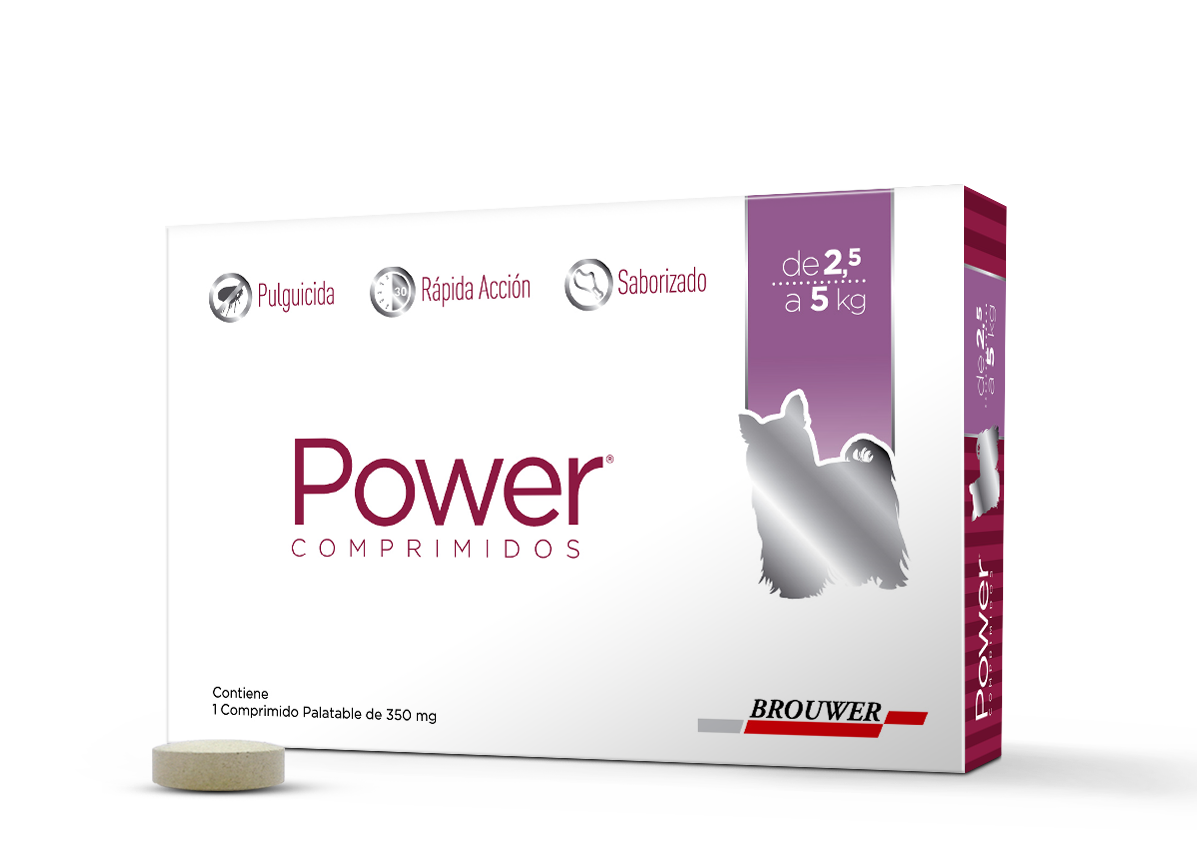 Pulguicida
30
Rápida Acción
Saborizado
de 2,5
a 5 kg
Power®
COMPRIMIDOS
Contiene
1 Comprimido Palatable de 350 mg
BROUWER
de 2,5
a 5 kg
Power
COMPRIMIDOS